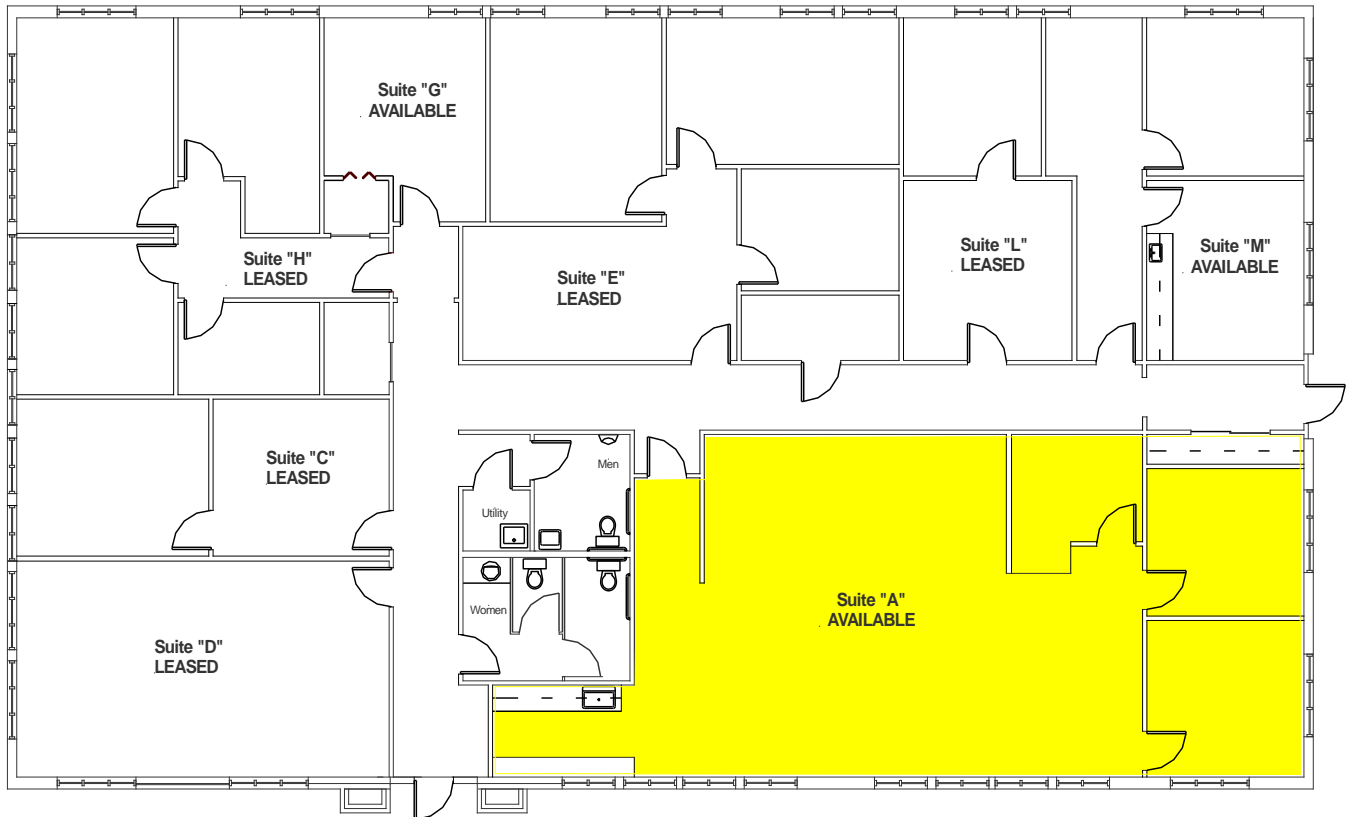 Suite "G"
AVAILABLE
Suite "H"
LEASED
Suite "E"
LEASED
Suite "L"
LEASED
Suite "M"
AVAILABLE
Suite "C"
LEASED
Men
Utility
Women
Suite "A"
AVAILABLE
Suite "D"
LEASED